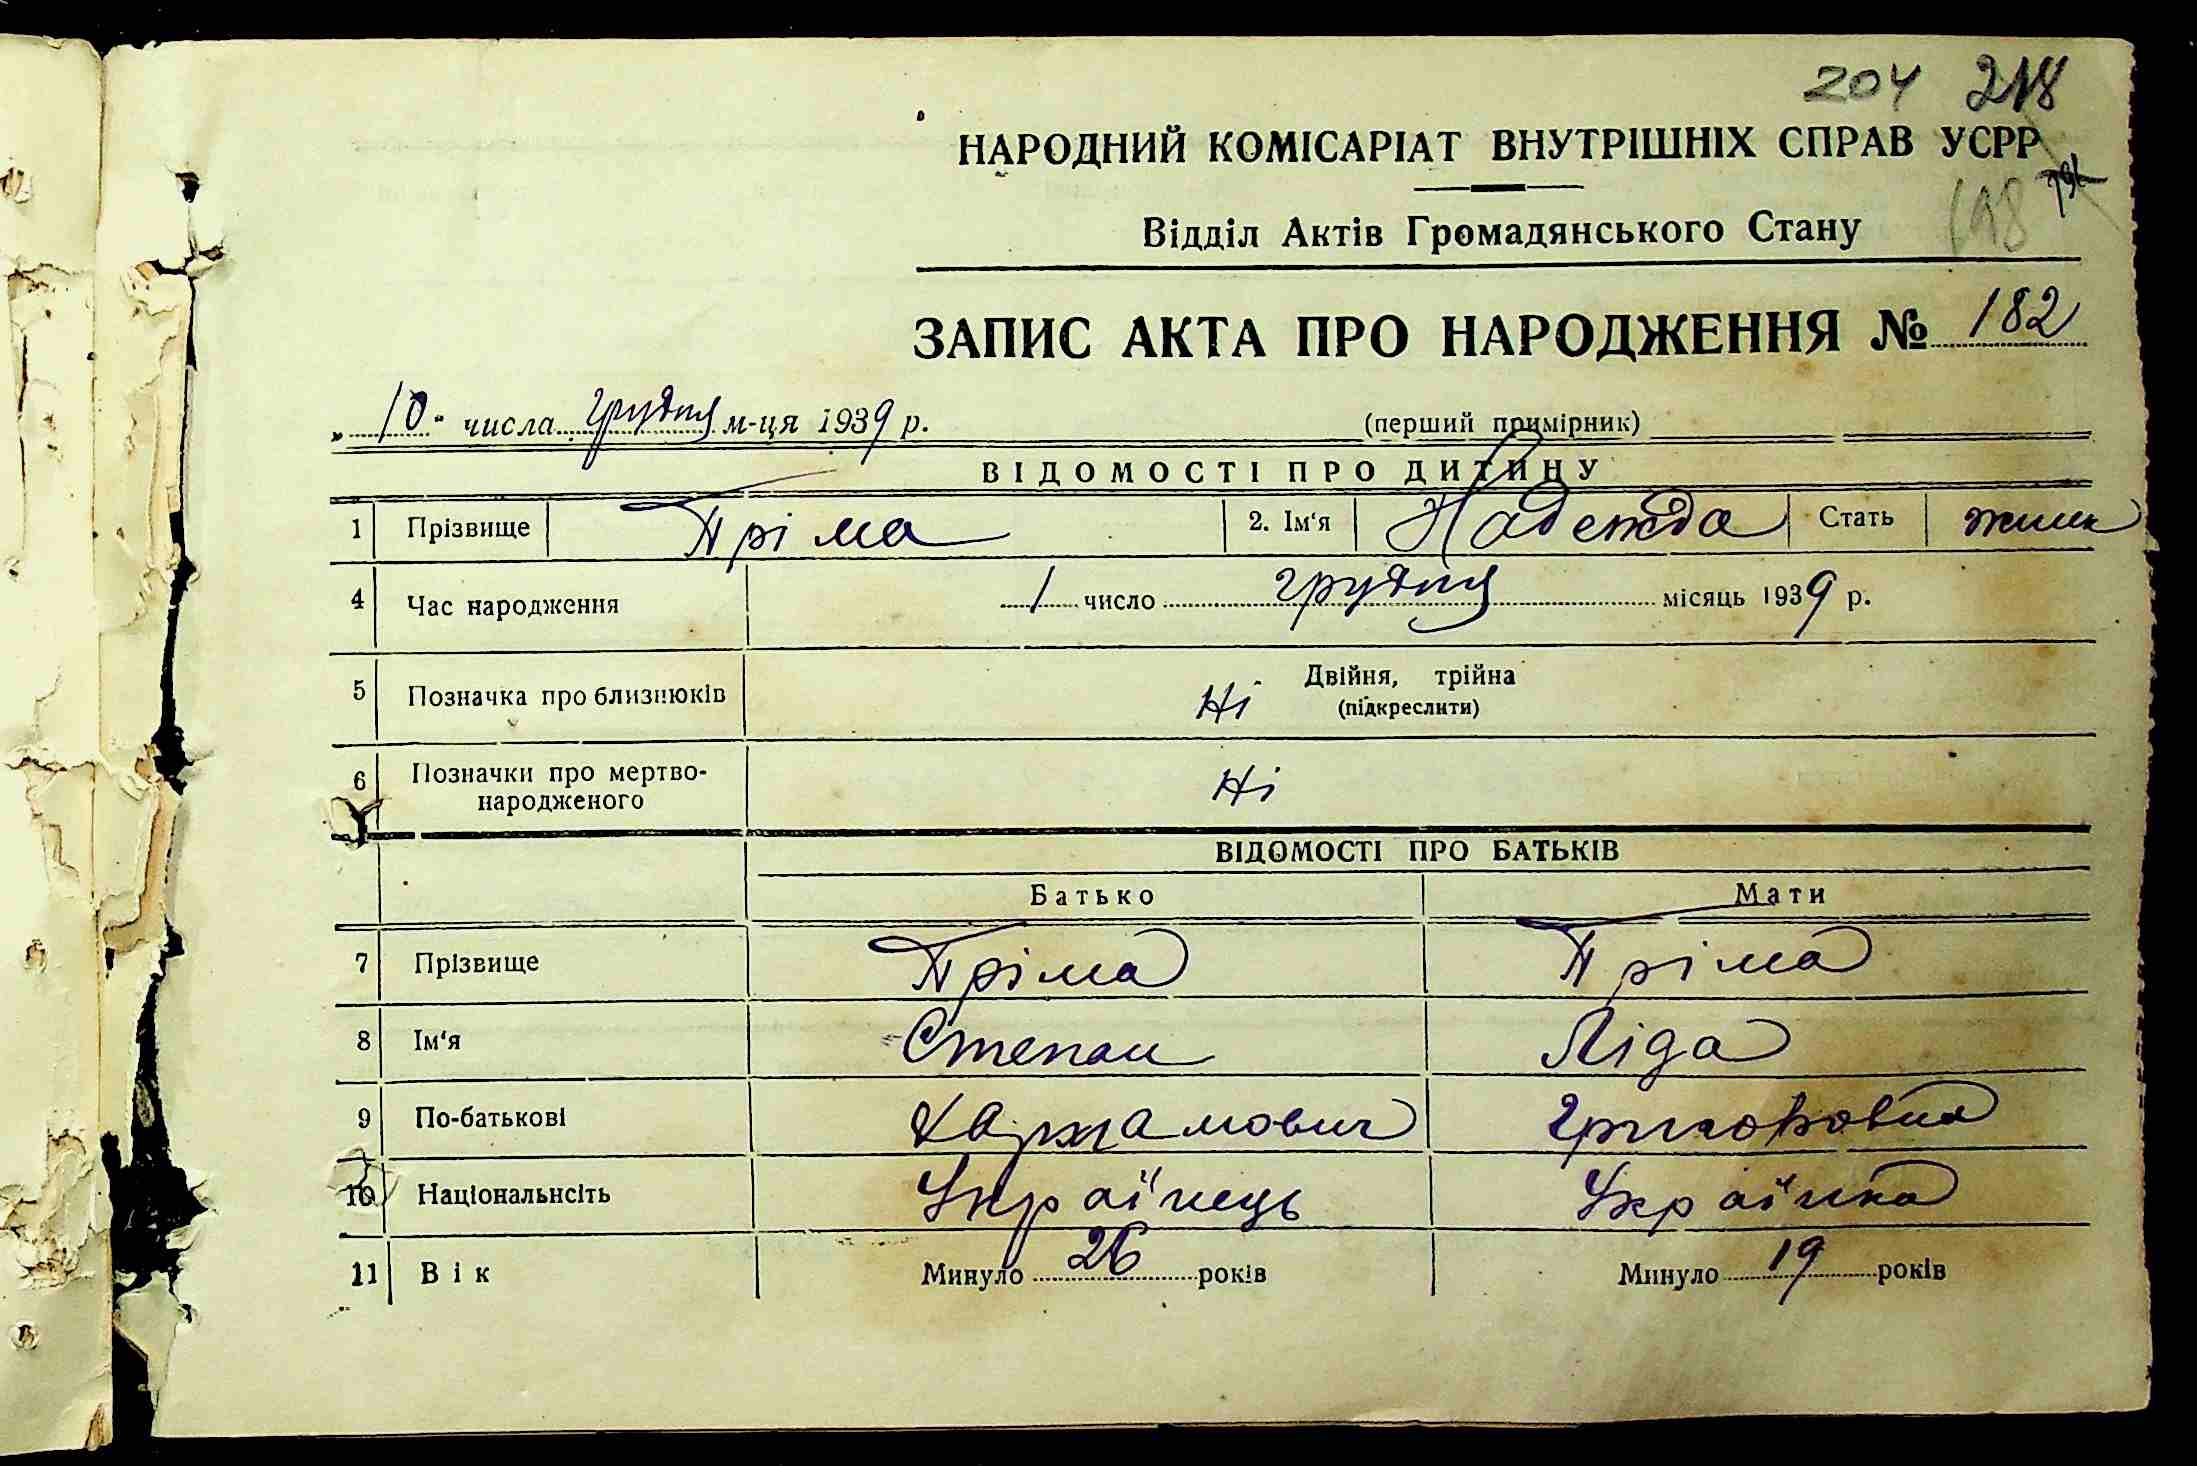 204 218
НАРОДНИЙ КОМІСАРІАТ ВНУТРІШНІХ СПРАВ УСРР
Відділ Актів Громадянського Стану 198
ЗАПИС АКТА ПРО НАРОДЖЕННЯ № 182
„10“ числа грудня м-ця 1939 р. (перший примірник)
ВІДОМОСТІ ПРО ДИТИНУ
1 Прізвище Пріма 2. Ім‘я Надежда Стать жінк
4 Час народження 1 число грудня місяць 1939 р.
5 Позначка про близнюків Ні Двійня, трійна
(підкреслити)
6 Позначки про мертво-
народженого Ні
ВІДОМОСТІ ПРО БАТЬКІВ
Батько Мати
7 Прізвище Пріма Пріма
8 Ім‘я Степан Ліда
9 По-батькові Григоровна
10 Національнсіть Українець Українка
11 Вік Минуло 26 років Минуло 19 років